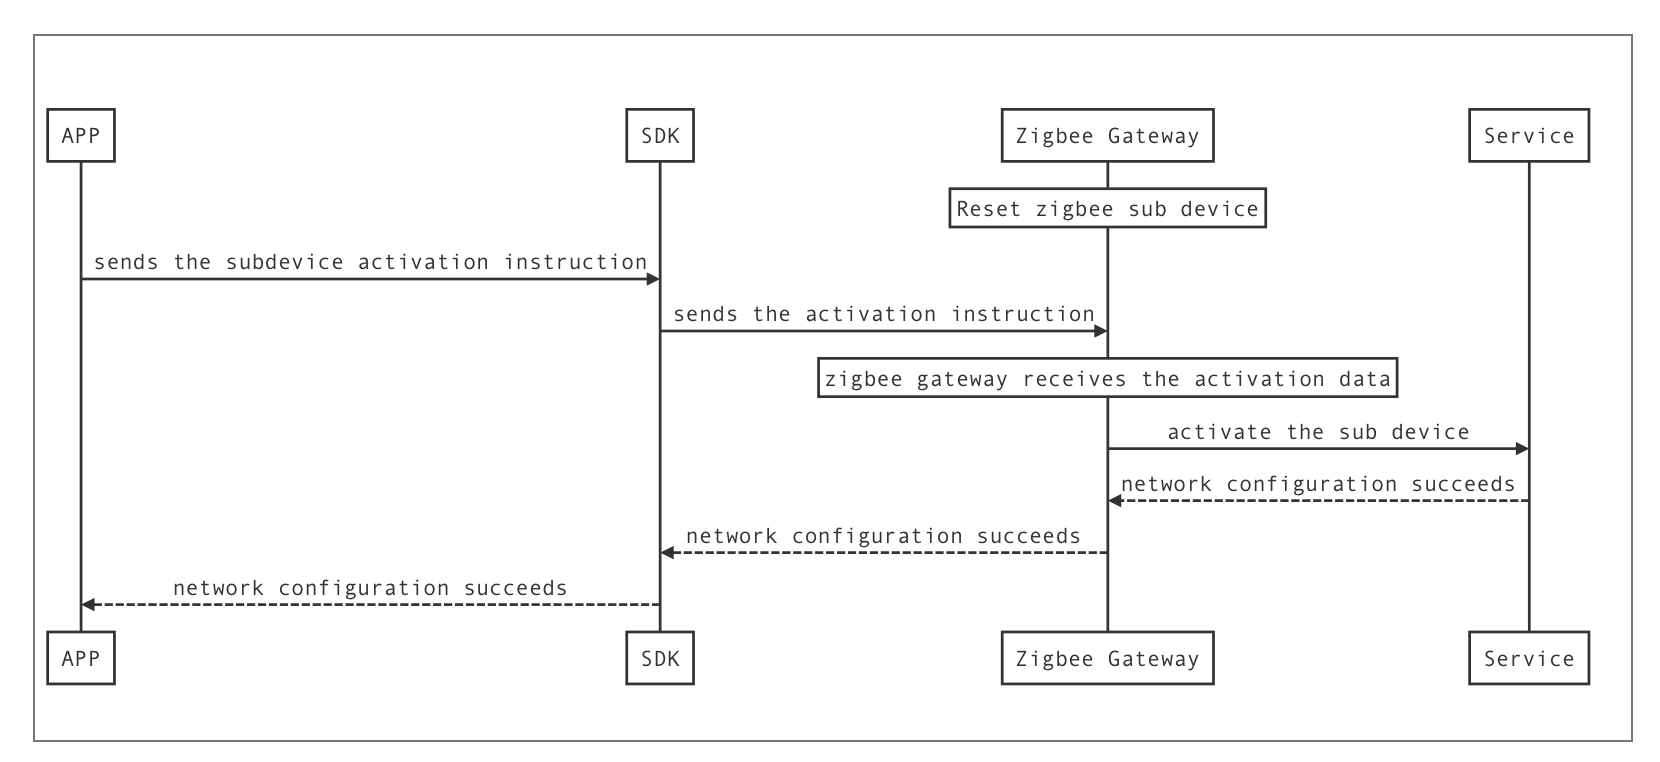 APP
SDK
Zigbee Gateway
Service
Reset zigbee sub device
sends the subdevice activation instruction
sends the activation instruction
zigbee gateway receives the activation data
activate the sub device
network configuration succeeds
network configuration succeeds
network configuration succeeds
APP
SDK
Zigbee Gateway
Service